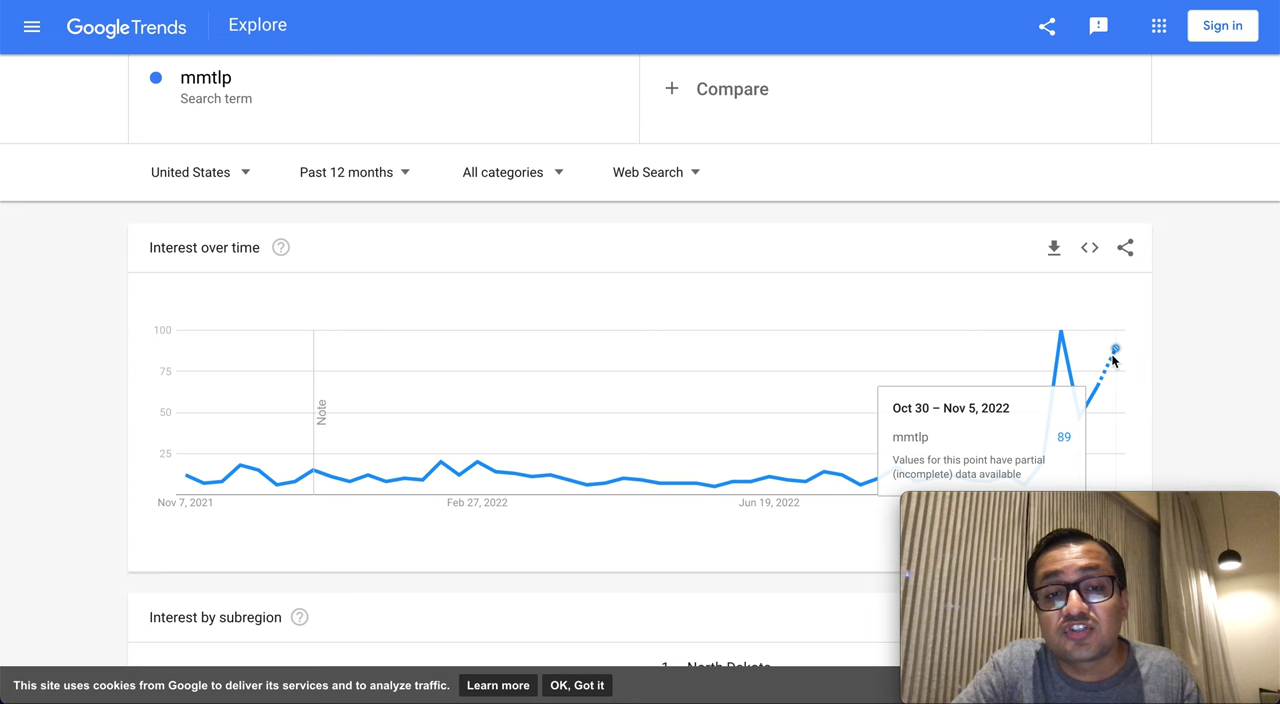 Google Trends
Explore
Sign in
mmtlp
Search term
+ Compare
United States
Past 12 months
All categories
Web Search
Interest over time
100
75
50
25
Note
Nov 7, 2021
Feb 27, 2022
Jun 19, 2022
Oct 30 – Nov 5, 2022
mmtlp 89
Values for this point have partial
(incomplete) data available
Interest by subregion
1 North Dakota
This site uses cookies from Google to deliver its services and to analyze traffic.
Learn more
OK, Got it